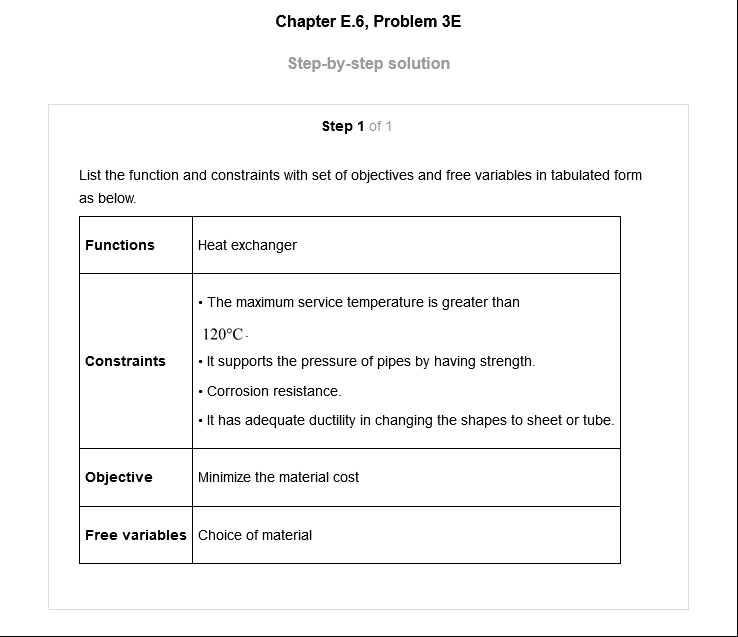 Chapter E.6, Problem 3E
Step-by-step solution
Step 1 of 1
List the function and constraints with set of objectives and free variables in tabulated form
as below.
Functions
Heat exchanger
Constraints
• The maximum service temperature is greater than
120°C.
• It supports the pressure of pipes by having strength.
• Corrosion resistance.
• It has adequate ductility in changing the shapes to sheet or tube.
Objective
Minimize the material cost
Free variables
Choice of material